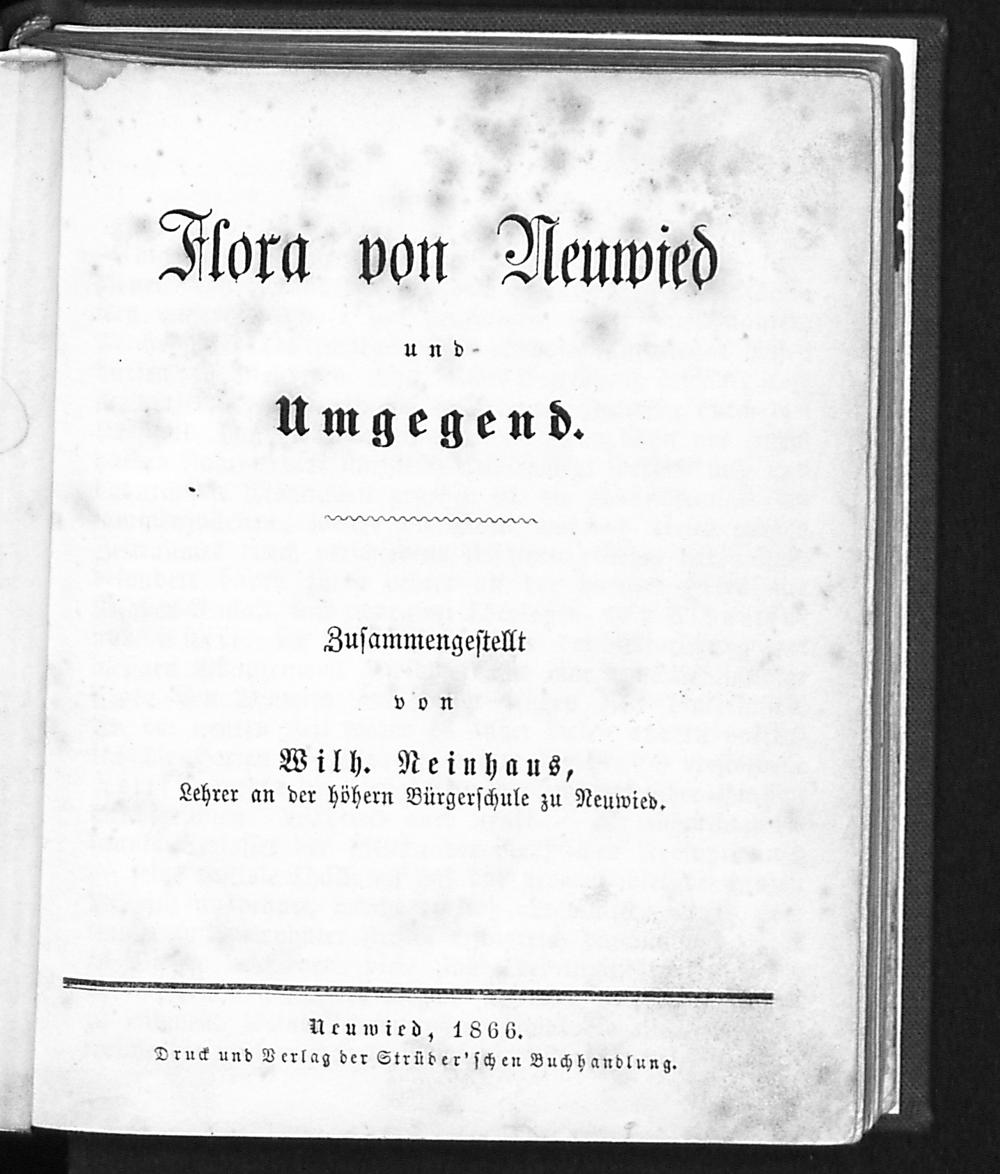 Flora von Neuwied
und
Umgegend.
Zusammengestellt
von
Wilh. Neinhaus,
Lehrer an der höhern Bürgerschule zu Neuwied.
Neuwied, 1866.
Druck und Verlag der Strüder'schen Buchhandlung.